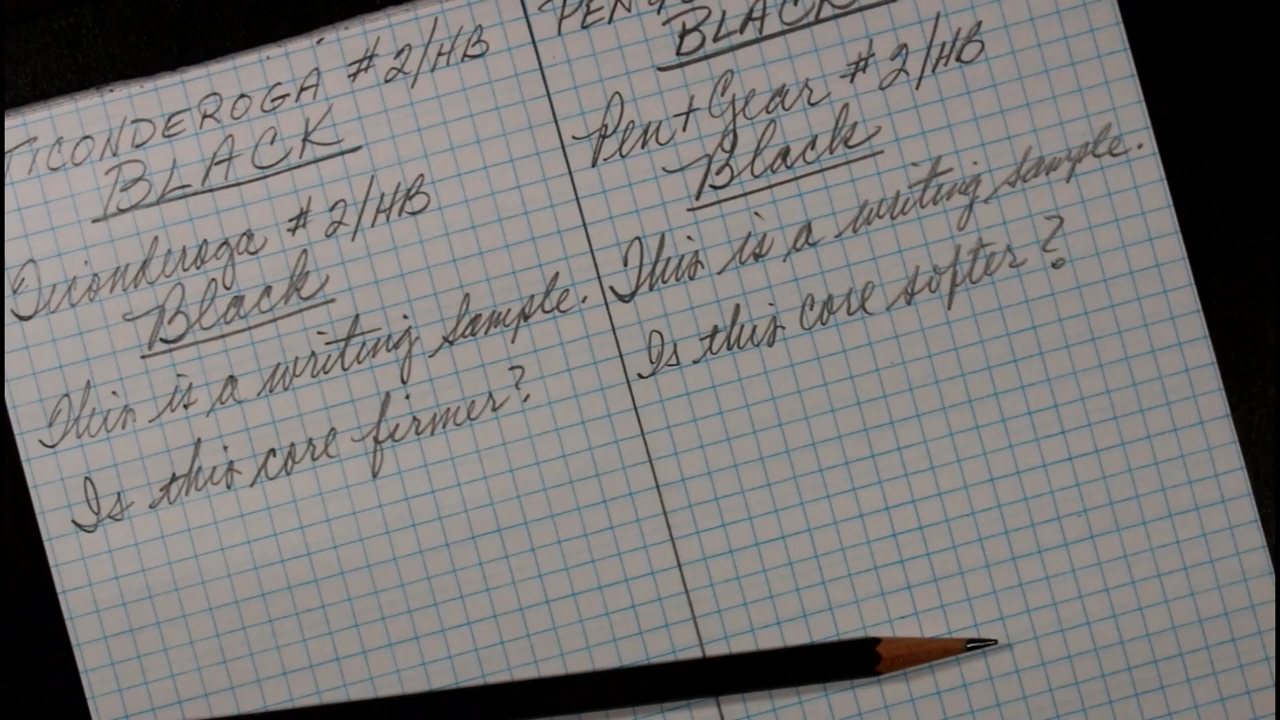 TICONDEROGA #2/HB
BLACK
Ticonderoga #2/HB
Black
This is a writing sample.
Is this core firmer?
BLACK
Pen+Gear #2/HB
Black
This is a writing sample.
Is this core softer?